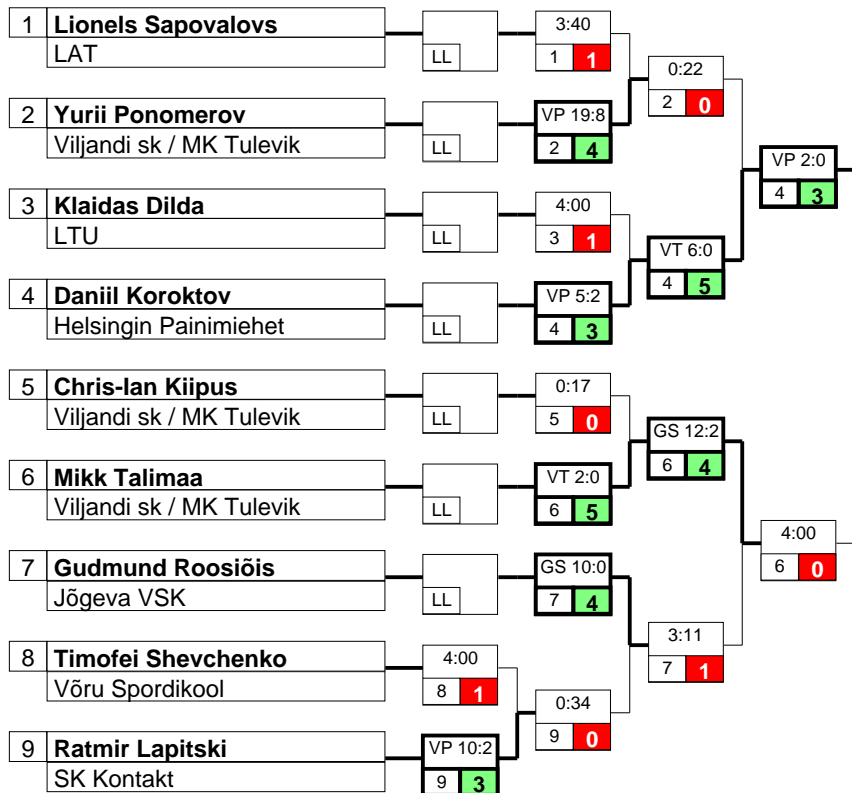 1 Lionels Sapovalovs
LAT
LL
3:40
1 1
0:22
2 0
2 Yurii Ponomerov
Viljandi sk / MK Tulevik
LL
VP 19:8
2 4
VP 2:0
4 3
3 Klaidas Dilda
LTU
LL
4:00
3 1
VT 6:0
4 5
4 Daniil Koroktov
Helsingin Painimiehet
LL
VP 5:2
4 3
5 Chris-Ian Kiipus
Viljandi sk / MK Tulevik
LL
0:17
5 0
GS 12:2
6 4
6 Mikk Talimaa
Viljandi sk / MK Tulevik
LL
VT 2:0
6 5
4:00
6 0
7 Gudmund Roosiõis
Jõgeva VSK
LL
GS 10:0
7 4
3:11
7 1
8 Timofei Shevchenko
Võru Spordikool
4:00
8 1
0:34
9 0
9 Ratmir Lapitski
SK Kontakt
VP 10:2
9 3